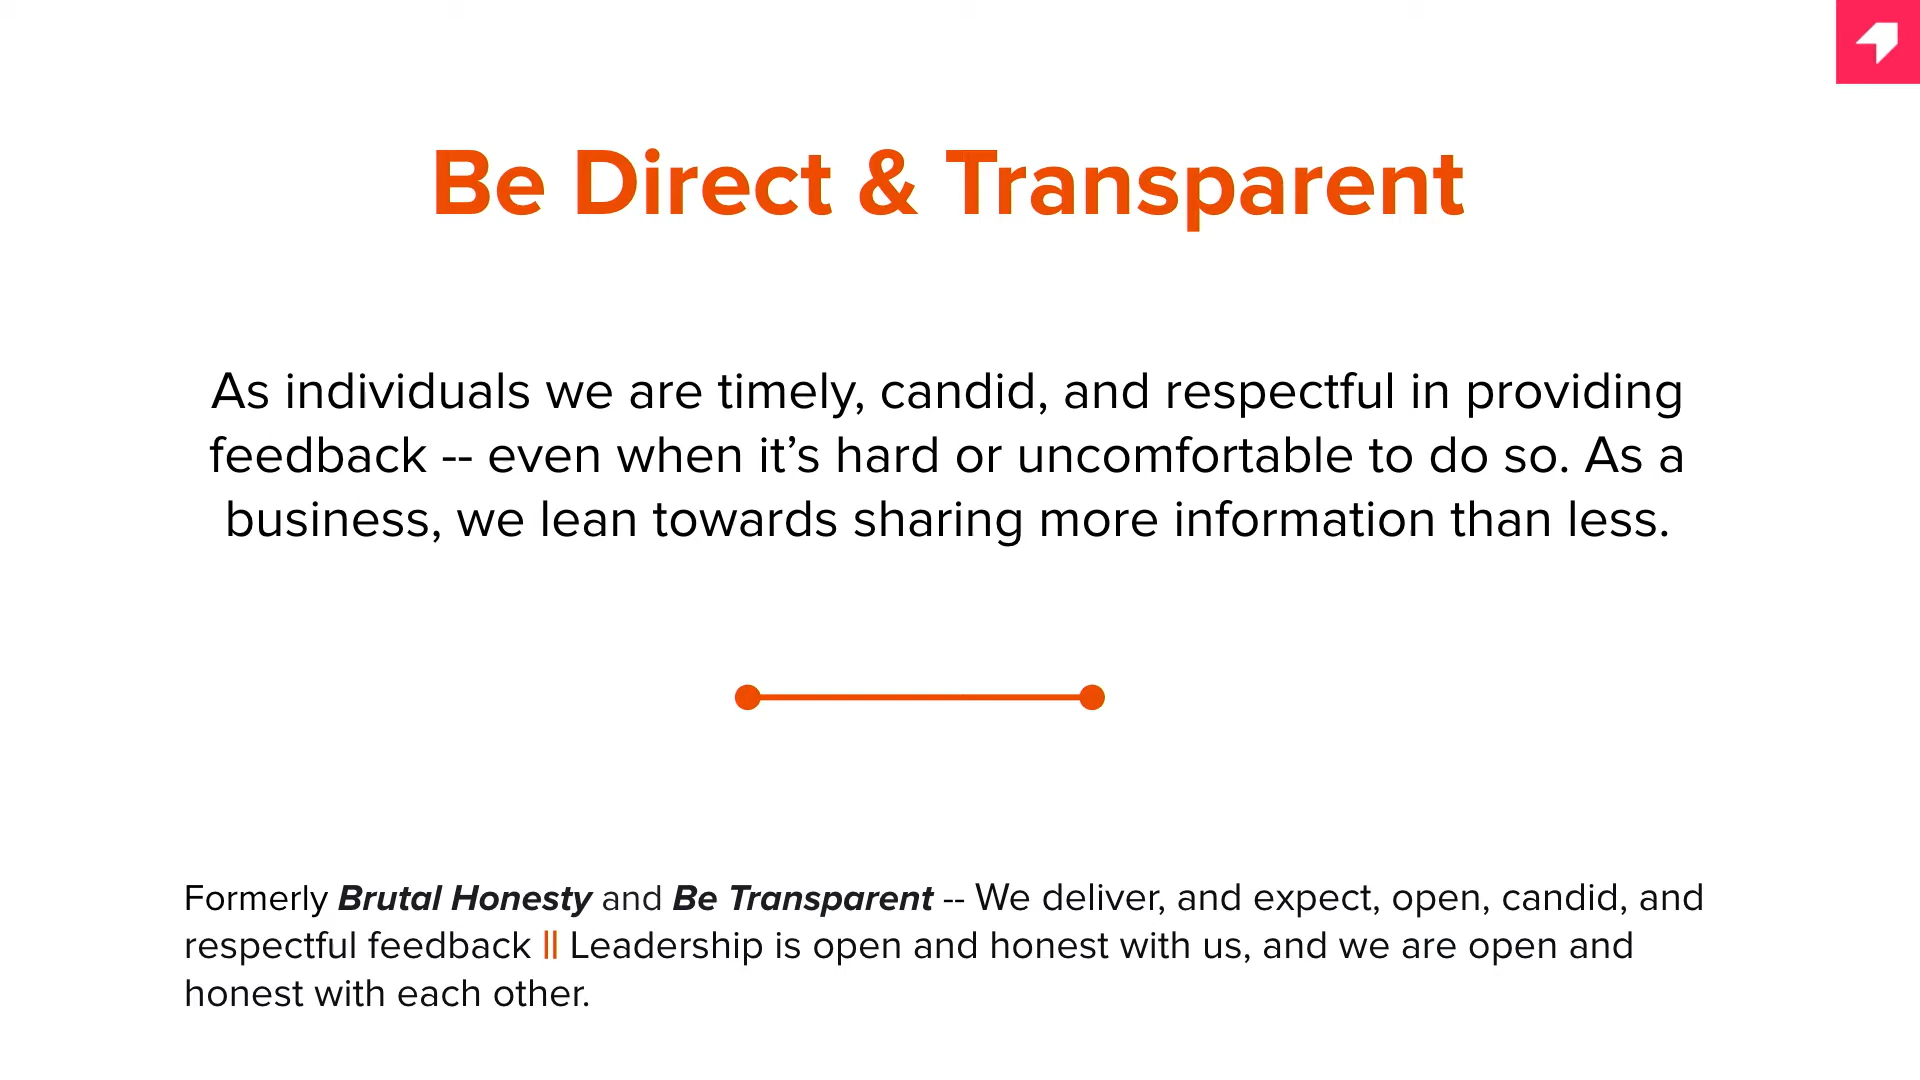 Be Direct & Transparent
As individuals we are timely, candid, and respectful in providing
feedback -- even when it’s hard or uncomfortable to do so. As a
business, we lean towards sharing more information than less.
Formerly Brutal Honesty and Be Transparent -- We deliver, and expect, open, candid, and
respectful feedback || Leadership is open and honest with us, and we are open and
honest with each other.